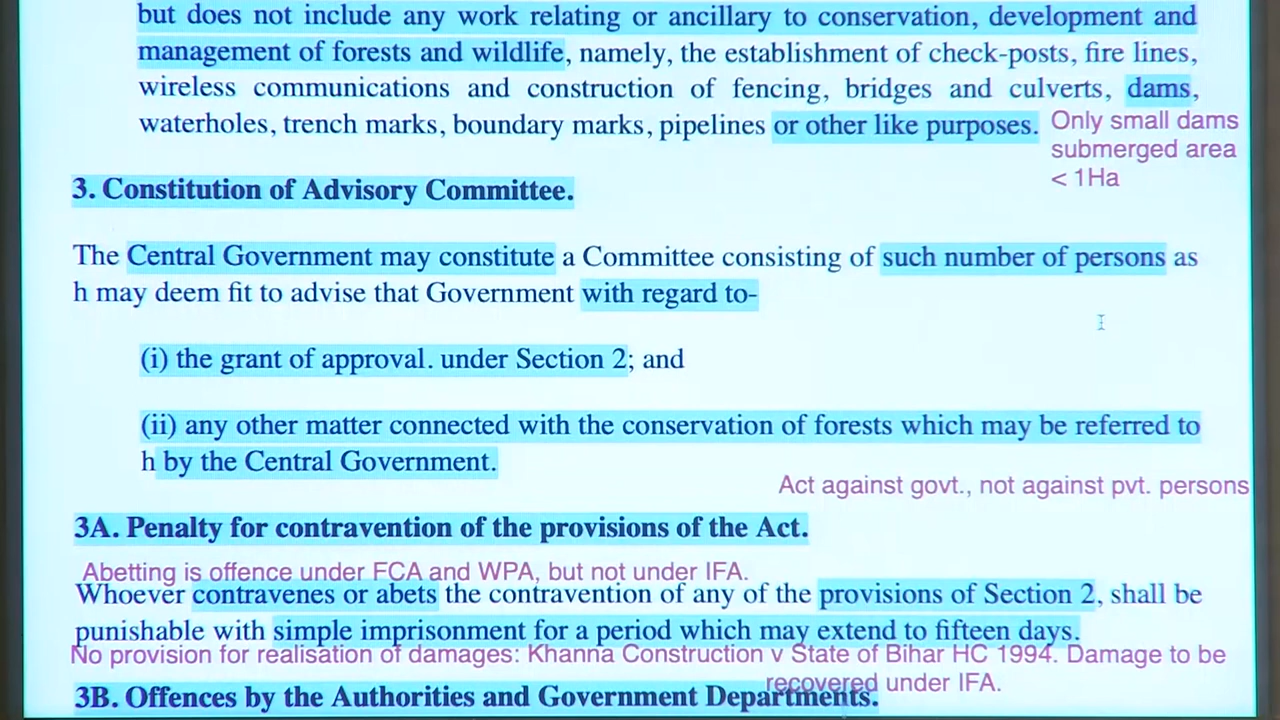 but does not include any work relating or ancillary to conservation, development and
management of forests and wildlife, namely, the establishment of check-posts, fire lines,
wireless communications and construction of fencing, bridges and culverts, dams,
waterholes, trench marks, boundary marks, pipelines or other like purposes.
Only small dams
submerged area
< 1Ha
3. Constitution of Advisory Committee.
The Central Government may constitute a Committee consisting of such number of persons as
h may deem fit to advise that Government with regard to-
(i) the grant of approval. under Section 2; and
(ii) any other matter connected with the conservation of forests which may be referred to
h by the Central Government.
Act against govt., not against pvt. persons
3A. Penalty for contravention of the provisions of the Act.
Abetting is offence under FCA and WPA, but not under IFA.
Whoever contravenes or abets the contravention of any of the provisions of Section 2, shall be
punishable with simple imprisonment for a period which may extend to fifteen days.
No provision for realisation of damages: Khanna Construction v State of Bihar HC 1994. Damage to be
recovered under IFA.
3B. Offences by the Authorities and Government Departments.